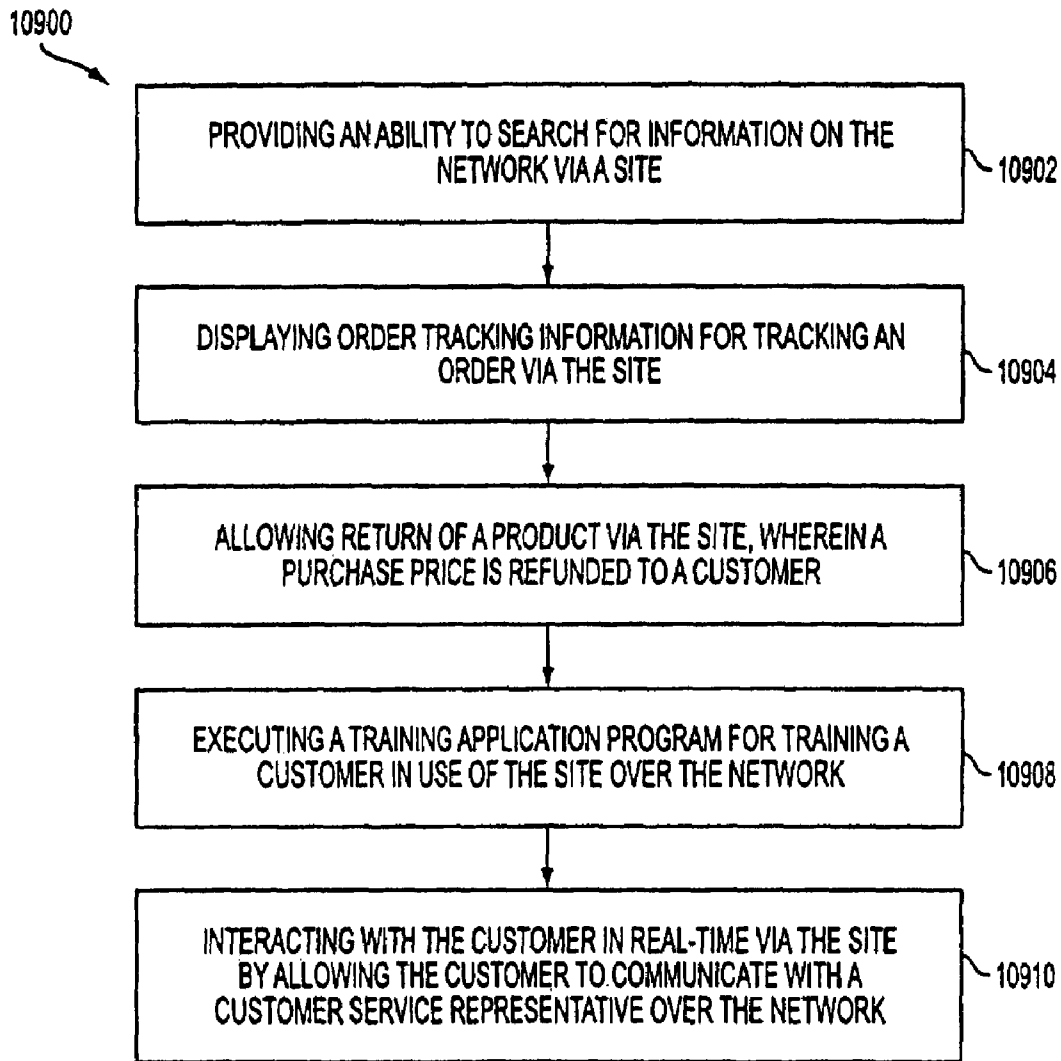 10900
PROVIDING AN ABILITY TO SEARCH FOR INFORMATION ON THE
NETWORK VIA A SITE
10902
DISPLAYING ORDER TRACKING INFORMATION FOR TRACKING AN
ORDER VIA THE SITE
10904
ALLOWING RETURN OF A PRODUCT VIA THE SITE, WHEREIN A
PURCHASE PRICE IS REFUNDED TO A CUSTOMER
10906
EXECUTING A TRAINING APPLICATION PROGRAM FOR TRAINING A
CUSTOMER IN USE OF THE SITE OVER THE NETWORK
10908
INTERACTING WITH THE CUSTOMER IN REAL-TIME VIA THE SITE
BY ALLOWING THE CUSTOMER TO COMMUNICATE WITH A
CUSTOMER SERVICE REPRESENTATIVE OVER THE NETWORK
10910